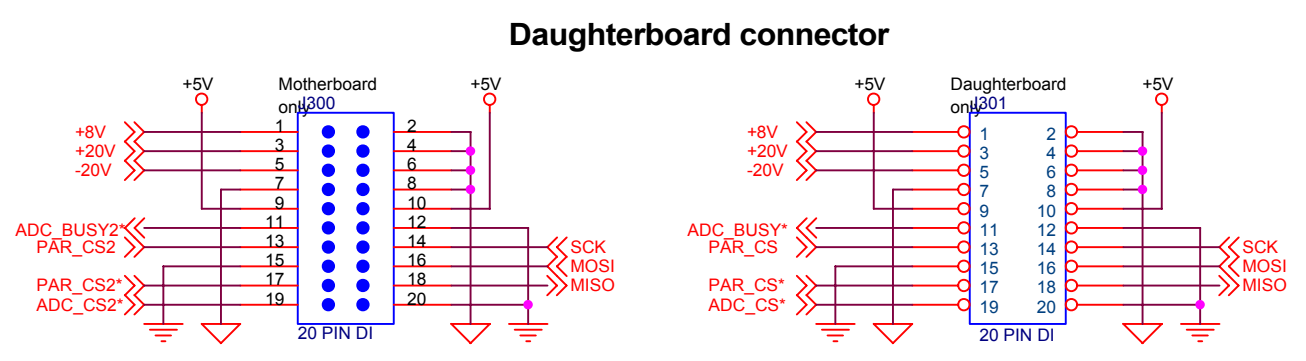 Daughterboard connector
+5V
Motherboard
only
J300
+5V
+8V
+20V
-20V
ADC_BUSY2*
PAR_CS2
PAR_CS2*
ADC_CS2*
1
3
5
7
9
11
13
15
17
19
2
4
6
8
10
12
14
16
18
20
SCK
MOSI
MISO
20 PIN DI
+5V
Daughterboard
only
J301
+5V
+8V
+20V
-20V
ADC_BUSY*
PAR_CS
PAR_CS*
ADC_CS*
1
3
5
7
9
11
13
15
17
19
2
4
6
8
10
12
14
16
18
20
SCK
MOSI
MISO
20 PIN DI